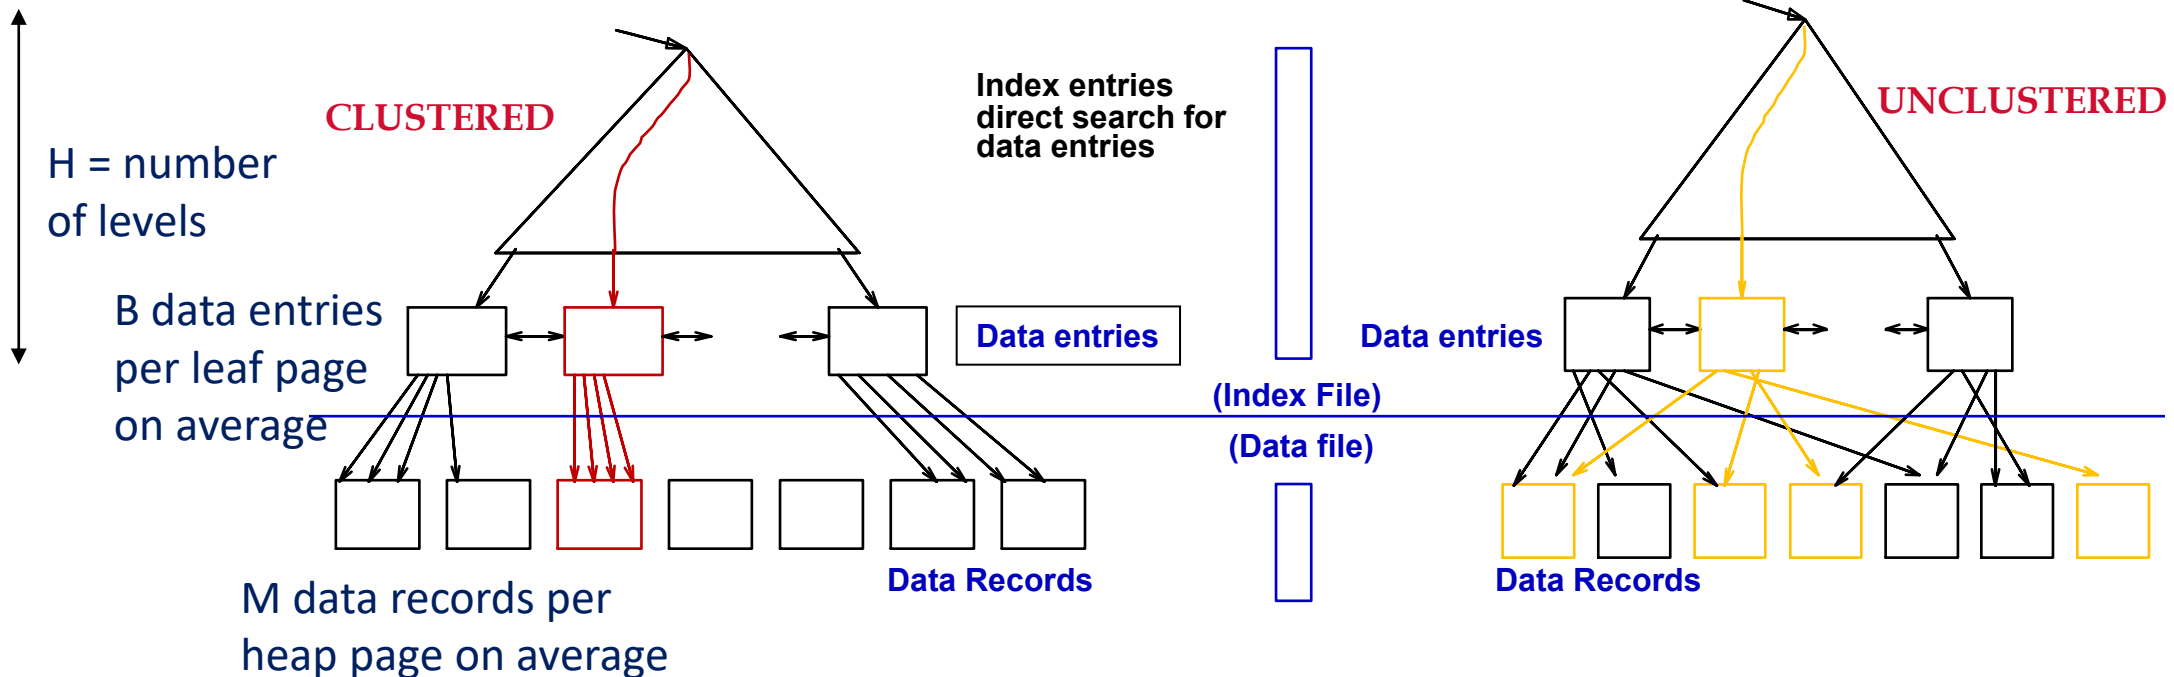 CLUSTERED
H = number
of levels
B data entries
per leaf page
on average
Index entries
direct search for
data entries
UNCLUSTERED
Data entries
Data entries
(Index File)
(Data file)
Data Records
Data Records
M data records per
heap page on average